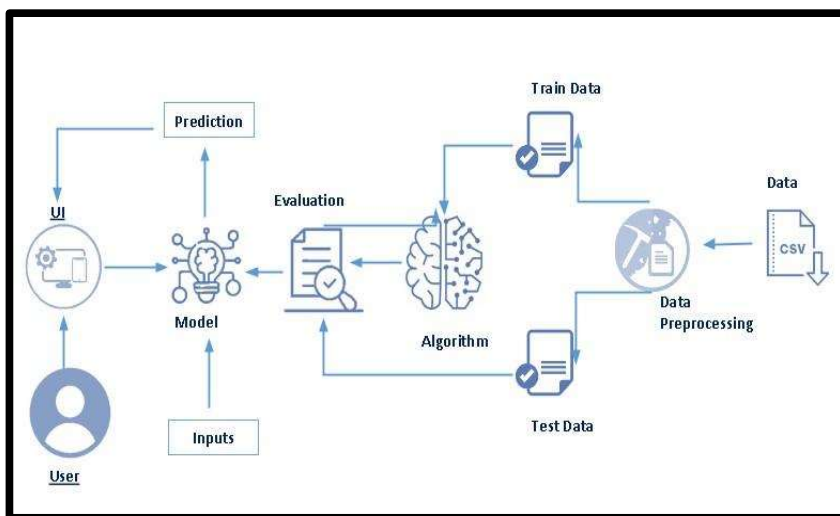 Train Data
Prediction
Data
Evaluation
UI
CSV
Model
Algorithm
Data
Preprocessing
Inputs
Test Data
User